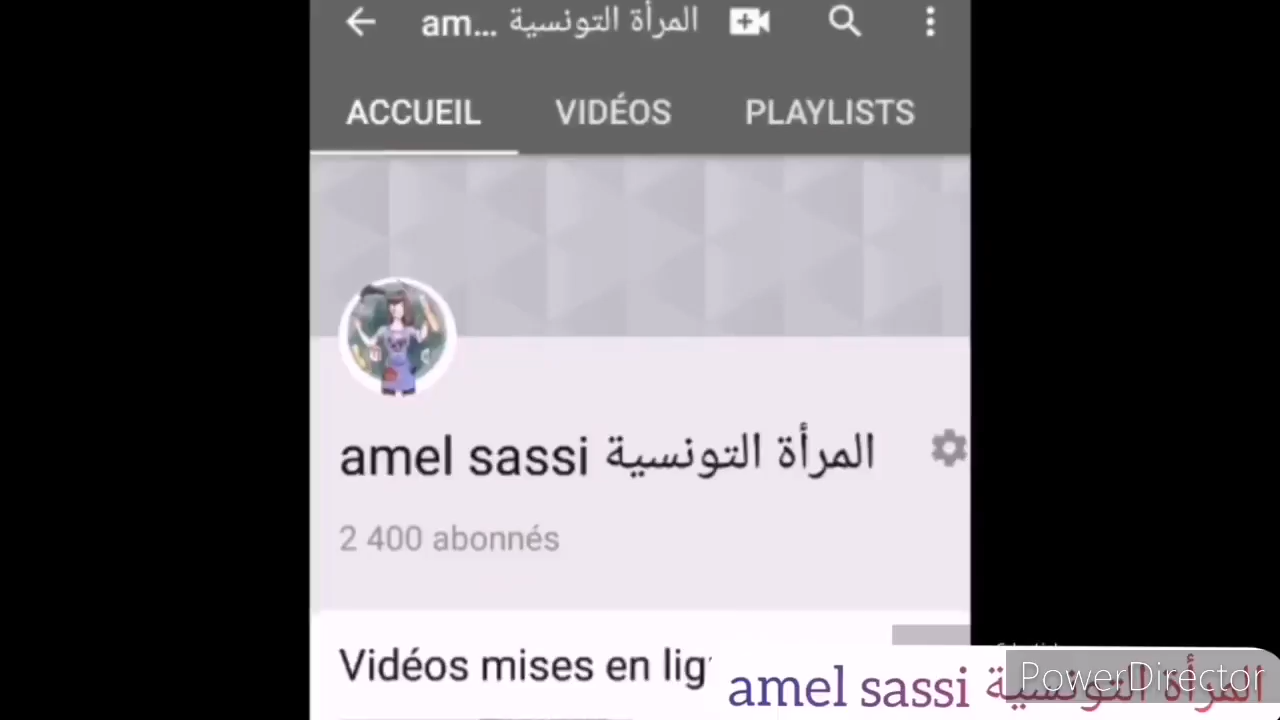 am... المرأة التونسية
ACCUEIL VIDÉOS PLAYLISTS
amel sassi المرأة التونسية
2 400 abonnés
Vidéos mises en lig
amel sassi المرأة التونسية
PowerDirector